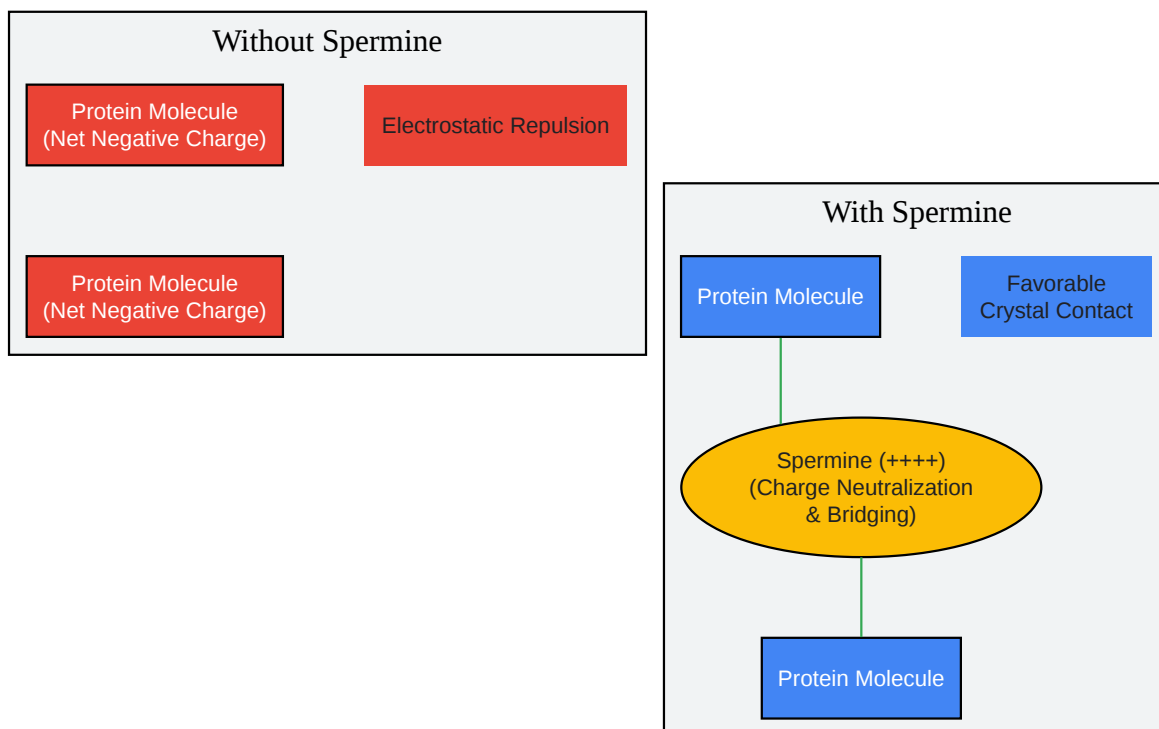 Without Spermine
Protein Molecule
(Net Negative Charge)
Electrostatic Repulsion
Protein Molecule
(Net Negative Charge)
With Spermine
Protein Molecule
Favorable
Crystal Contact
Spermine (++++)
(Charge Neutralization
& Bridging)
Protein Molecule